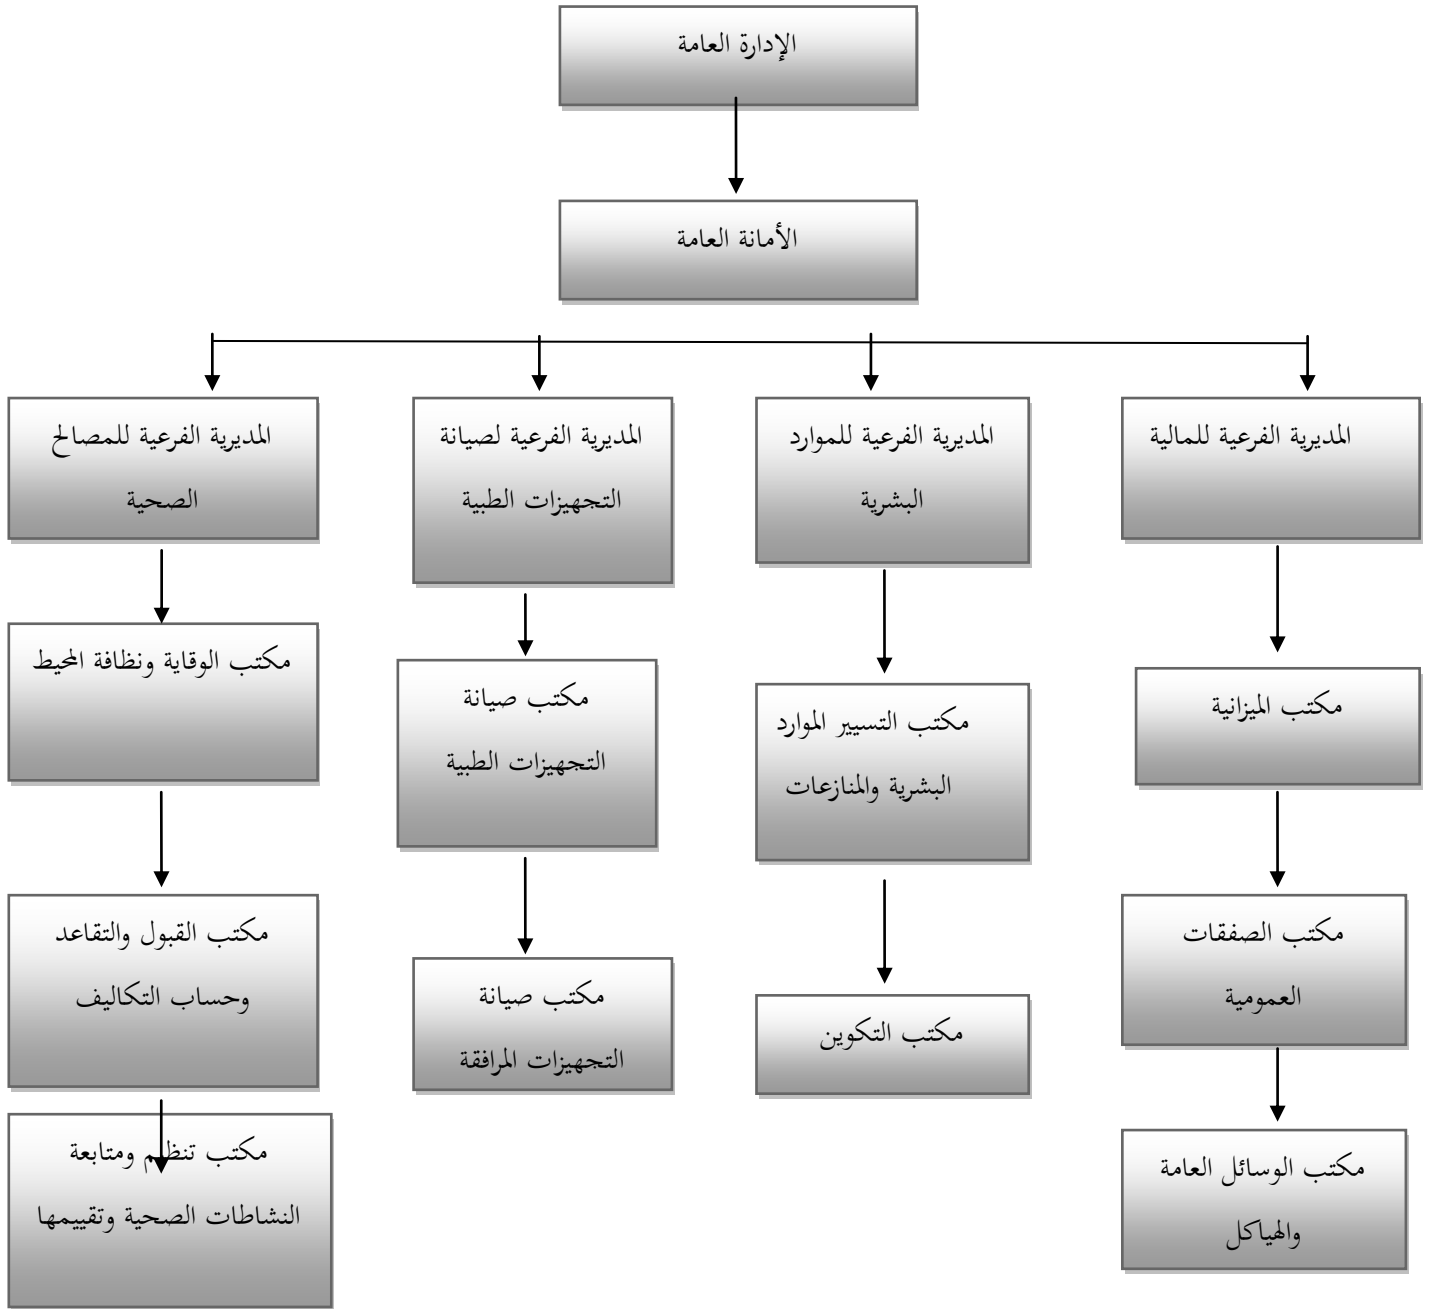 الإدارة العامة
الأمانة العامة
المديرية الفرعية للمالية
المديرية الفرعية للموارد
البشرية
المديرية الفرعية لصيانة
التجهيزات الطبية
المديرية الفرعية للمصالح
الصحية
مكتب الميزانية
مكتب التسيير الموارد
البشرية والمنازعات
مكتب صيانة
التجهيزات الطبية
مكتب الوقاية ونظافة المحيط
مكتب الصفقات
العمومية
مكتب التكوين
مكتب صيانة
التجهيزات المرافقة
مكتب القبول والتقاعد
وحساب التكاليف
مكتب الوسائل العامة
والهياكل
مكتب تنظيم ومتابعة
النشاطات الصحية وتقييمها